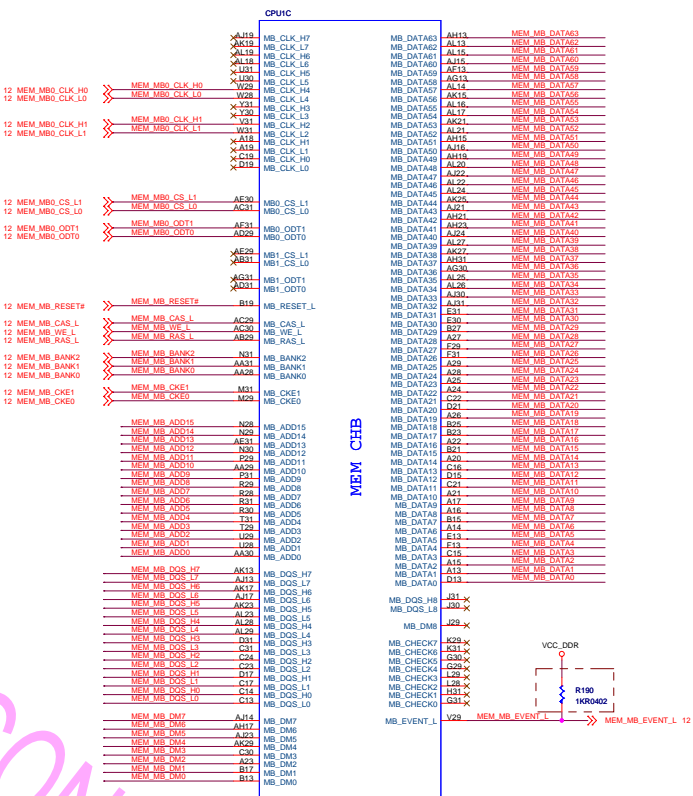 CPU1C
AJ19 MB_CLK_H7
AK19 MB_CLK_L7
AL19 MB_CLK_H6
AL18 MB_CLK_L6
U31 MB_CLK_H5
U30 MB_CLK_L5
12 MEM_MB0_CLK_H0 MEM_MB0_CLK_H0 W29 MB_CLK_H4
12 MEM_MB0_CLK_L0 MEM_MB0_CLK_L0 W28 MB_CLK_L4
Y31 MB_CLK_H3
Y30 MB_CLK_L3
12 MEM_MB0_CLK_H1 MEM_MB0_CLK_H1 V31 MB_CLK_H2
12 MEM_MB0_CLK_L1 MEM_MB0_CLK_L1 W31 MB_CLK_L2
A18 MB_CLK_H1
A19 MB_CLK_L1
C19 MB_CLK_H0
D19 MB_CLK_L0
12 MEM_MB0_CS_L1 MEM_MB0_CS_L1 AE30 MB0_CS_L1
12 MEM_MB0_CS_L0 MEM_MB0_CS_L0 AC31 MB0_CS_L0
12 MEM_MB0_ODT1 MEM_MB0_ODT1 AF31 MB0_ODT1
12 MEM_MB0_ODT0 MEM_MB0_ODT0 AD29 MB0_ODT0
AE29 MB1_CS_L1
AB31 MB1_CS_L0
AG31 MB1_ODT1
AD31 MB1_ODT0
12 MEM_MB_RESET# MEM_MB_RESET# B19 MB_RESET_L
12 MEM_MB_CAS_L MEM_MB_CAS_L AC29 MB_CAS_L
12 MEM_MB_WE_L MEM_MB_WE_L AC30 MB_WE_L
12 MEM_MB_RAS_L MEM_MB_RAS_L AB29 MB_RAS_L
12 MEM_MB_BANK2 MEM_MB_BANK2 N31 MB_BANK2
12 MEM_MB_BANK1 MEM_MB_BANK1 AA31 MB_BANK1
12 MEM_MB_BANK0 MEM_MB_BANK0 AA28 MB_BANK0
12 MEM_MB_CKE1 MEM_MB_CKE1 M31 MB_CKE1
12 MEM_MB_CKE0 MEM_MB_CKE0 M29 MB_CKE0
MEM_MB_ADD15 N28 MB_ADD15
MEM_MB_ADD14 N29 MB_ADD14
MEM_MB_ADD13 AE31 MB_ADD13
MEM_MB_ADD12 N30 MB_ADD12
MEM_MB_ADD11 P29 MB_ADD11
MEM_MB_ADD10 AA29 MB_ADD10
MEM_MB_ADD9 P31 MB_ADD9
MEM_MB_ADD8 R29 MB_ADD8
MEM_MB_ADD7 R28 MB_ADD7
MEM_MB_ADD6 R31 MB_ADD6
MEM_MB_ADD5 R30 MB_ADD5
MEM_MB_ADD4 T31 MB_ADD4
MEM_MB_ADD3 T29 MB_ADD3
MEM_MB_ADD2 U29 MB_ADD2
MEM_MB_ADD1 U28 MB_ADD1
MEM_MB_ADD0 AA30 MB_ADD0
MEM_MB_DQS_H7 AK13 MB_DQS_H7
MEM_MB_DQS_L7 AJ13 MB_DQS_L7
MEM_MB_DQS_H6 AK17 MB_DQS_H6
MEM_MB_DQS_L6 AJ17 MB_DQS_L6
MEM_MB_DQS_H5 AK23 MB_DQS_H5
MEM_MB_DQS_L5 AL23 MB_DQS_L5
MEM_MB_DQS_H4 AL28 MB_DQS_H4
MEM_MB_DQS_L4 AL29 MB_DQS_L4
MEM_MB_DQS_H3 D31 MB_DQS_H3
MEM_MB_DQS_L3 C31 MB_DQS_L3
MEM_MB_DQS_H2 C24 MB_DQS_H2
MEM_MB_DQS_L2 C23 MB_DQS_L2
MEM_MB_DQS_H1 D17 MB_DQS_H1
MEM_MB_DQS_L1 C17 MB_DQS_L1
MEM_MB_DQS_H0 C14 MB_DQS_H0
MEM_MB_DQS_L0 C13 MB_DQS_L0
MEM_MB_DM7 AJ14 MB_DM7
MEM_MB_DM6 AH17 MB_DM6
MEM_MB_DM5 AJ23 MB_DM5
MEM_MB_DM4 AK29 MB_DM4
MEM_MB_DM3 C30 MB_DM3
MEM_MB_DM2 A23 MB_DM2
MEM_MB_DM1 B17 MB_DM1
MEM_MB_DM0 B13 MB_DM0
MEM CHB
MB_DATA63 AH13 MEM_MB_DATA63
MB_DATA62 AL13 MEM_MB_DATA62
MB_DATA61 AL15 MEM_MB_DATA61
MB_DATA60 AJ15 MEM_MB_DATA60
MB_DATA59 AF13 MEM_MB_DATA59
MB_DATA58 AG13 MEM_MB_DATA58
MB_DATA57 AL14 MEM_MB_DATA57
MB_DATA56 AK15 MEM_MB_DATA56
MB_DATA55 AL16 MEM_MB_DATA55
MB_DATA54 AL17 MEM_MB_DATA54
MB_DATA53 AK21 MEM_MB_DATA53
MB_DATA52 AL21 MEM_MB_DATA52
MB_DATA51 AH15 MEM_MB_DATA51
MB_DATA50 AJ16 MEM_MB_DATA50
MB_DATA49 AH19 MEM_MB_DATA49
MB_DATA48 AL20 MEM_MB_DATA48
MB_DATA47 AJ22 MEM_MB_DATA47
MB_DATA46 AL22 MEM_MB_DATA46
MB_DATA45 AL24 MEM_MB_DATA45
MB_DATA44 AK25 MEM_MB_DATA44
MB_DATA43 AJ21 MEM_MB_DATA43
MB_DATA42 AH21 MEM_MB_DATA42
MB_DATA41 AH23 MEM_MB_DATA41
MB_DATA40 AJ24 MEM_MB_DATA40
MB_DATA39 AL27 MEM_MB_DATA39
MB_DATA38 AK27 MEM_MB_DATA38
MB_DATA37 AH31 MEM_MB_DATA37
MB_DATA36 AG30 MEM_MB_DATA36
MB_DATA35 AL25 MEM_MB_DATA35
MB_DATA34 AL26 MEM_MB_DATA34
MB_DATA33 AJ30 MEM_MB_DATA33
MB_DATA32 AJ31 MEM_MB_DATA32
MB_DATA31 E31 MEM_MB_DATA31
MB_DATA30 E30 MEM_MB_DATA30
MB_DATA29 B27 MEM_MB_DATA29
MB_DATA28 A27 MEM_MB_DATA28
MB_DATA27 F29 MEM_MB_DATA27
MB_DATA26 F31 MEM_MB_DATA26
MB_DATA25 A29 MEM_MB_DATA25
MB_DATA24 A28 MEM_MB_DATA24
MB_DATA23 A25 MEM_MB_DATA23
MB_DATA22 A24 MEM_MB_DATA22
MB_DATA21 C22 MEM_MB_DATA21
MB_DATA20 D21 MEM_MB_DATA20
MB_DATA19 A26 MEM_MB_DATA19
MB_DATA18 B25 MEM_MB_DATA18
MB_DATA17 B23 MEM_MB_DATA17
MB_DATA16 A22 MEM_MB_DATA16
MB_DATA15 B21 MEM_MB_DATA15
MB_DATA14 A20 MEM_MB_DATA14
MB_DATA13 C16 MEM_MB_DATA13
MB_DATA12 D15 MEM_MB_DATA12
MB_DATA11 C21 MEM_MB_DATA11
MB_DATA10 A21 MEM_MB_DATA10
MB_DATA9 A17 MEM_MB_DATA9
MB_DATA8 A16 MEM_MB_DATA8
MB_DATA7 B15 MEM_MB_DATA7
MB_DATA6 A14 MEM_MB_DATA6
MB_DATA5 E13 MEM_MB_DATA5
MB_DATA4 F13 MEM_MB_DATA4
MB_DATA3 C15 MEM_MB_DATA3
MB_DATA2 A15 MEM_MB_DATA2
MB_DATA1 A13 MEM_MB_DATA1
MB_DATA0 D13 MEM_MB_DATA0
MB_DQS_H8 J31
MB_DQS_L8 J30
MB_DM8 J29
MB_CHECK7 K29
MB_CHECK6 K31
MB_CHECK5 G30
MB_CHECK4 G29
MB_CHECK3 L29
MB_CHECK2 L28
MB_CHECK1 H31
MB_CHECK0 G31
VCC_DDR
R190
1KR0402
MB_EVENT_L V29 MEM_MB_EVENT_L MEM_MB_EVENT_L 12